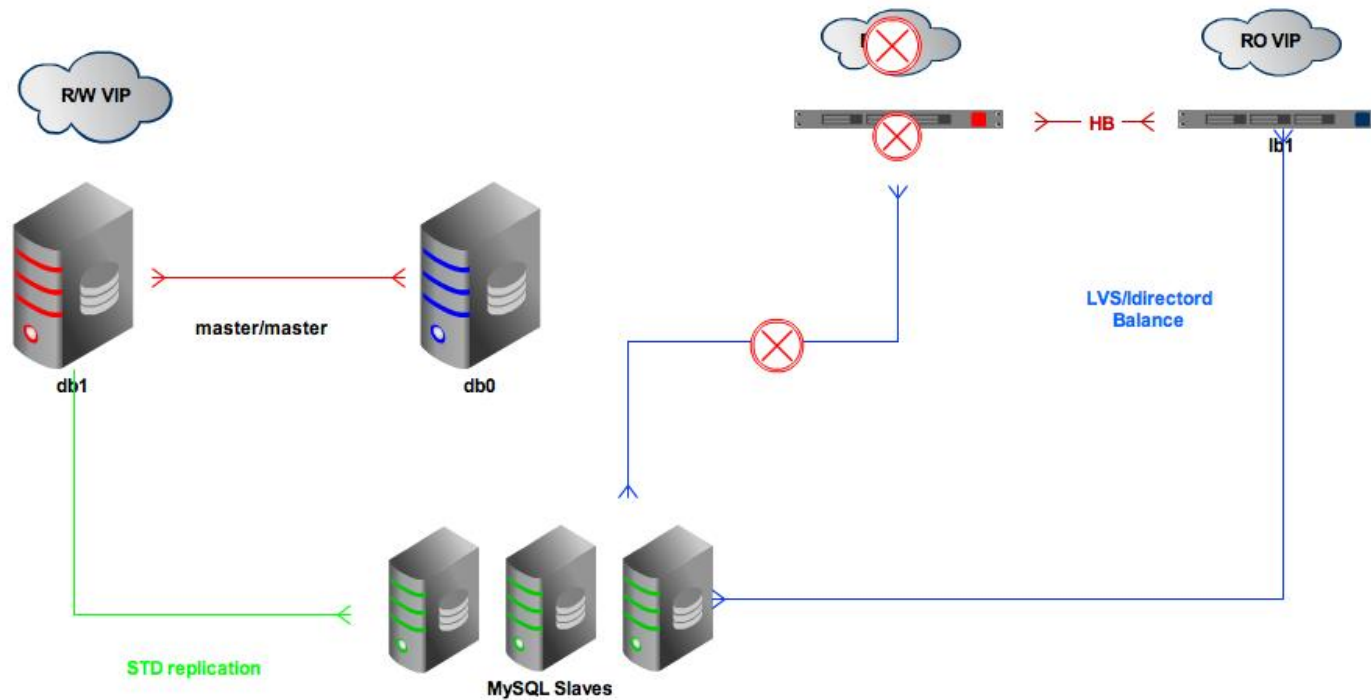 R/W VIP
RO VIP
HB
lb1
master/master
db1
db0
LVS/ldirectord
Balance
STD replication
MySQL Slaves